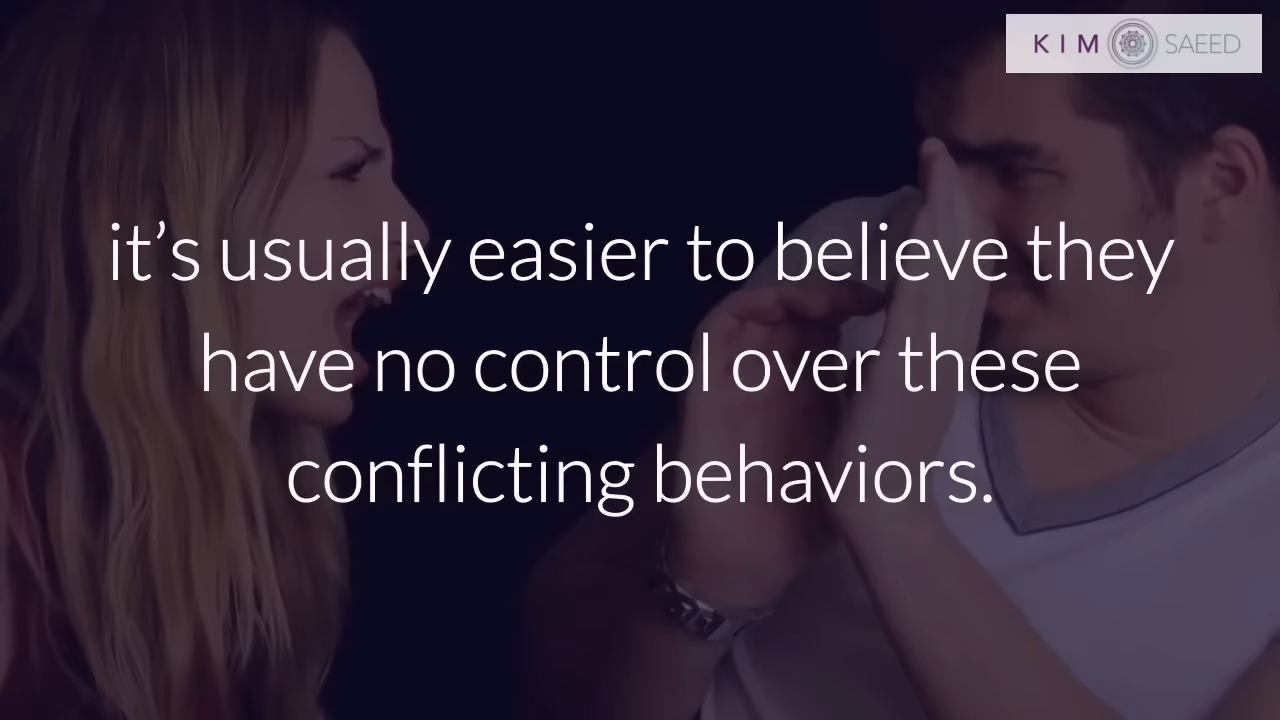 KIM SAEED
it’s usually easier to believe they
have no control over these
conflicting behaviors.